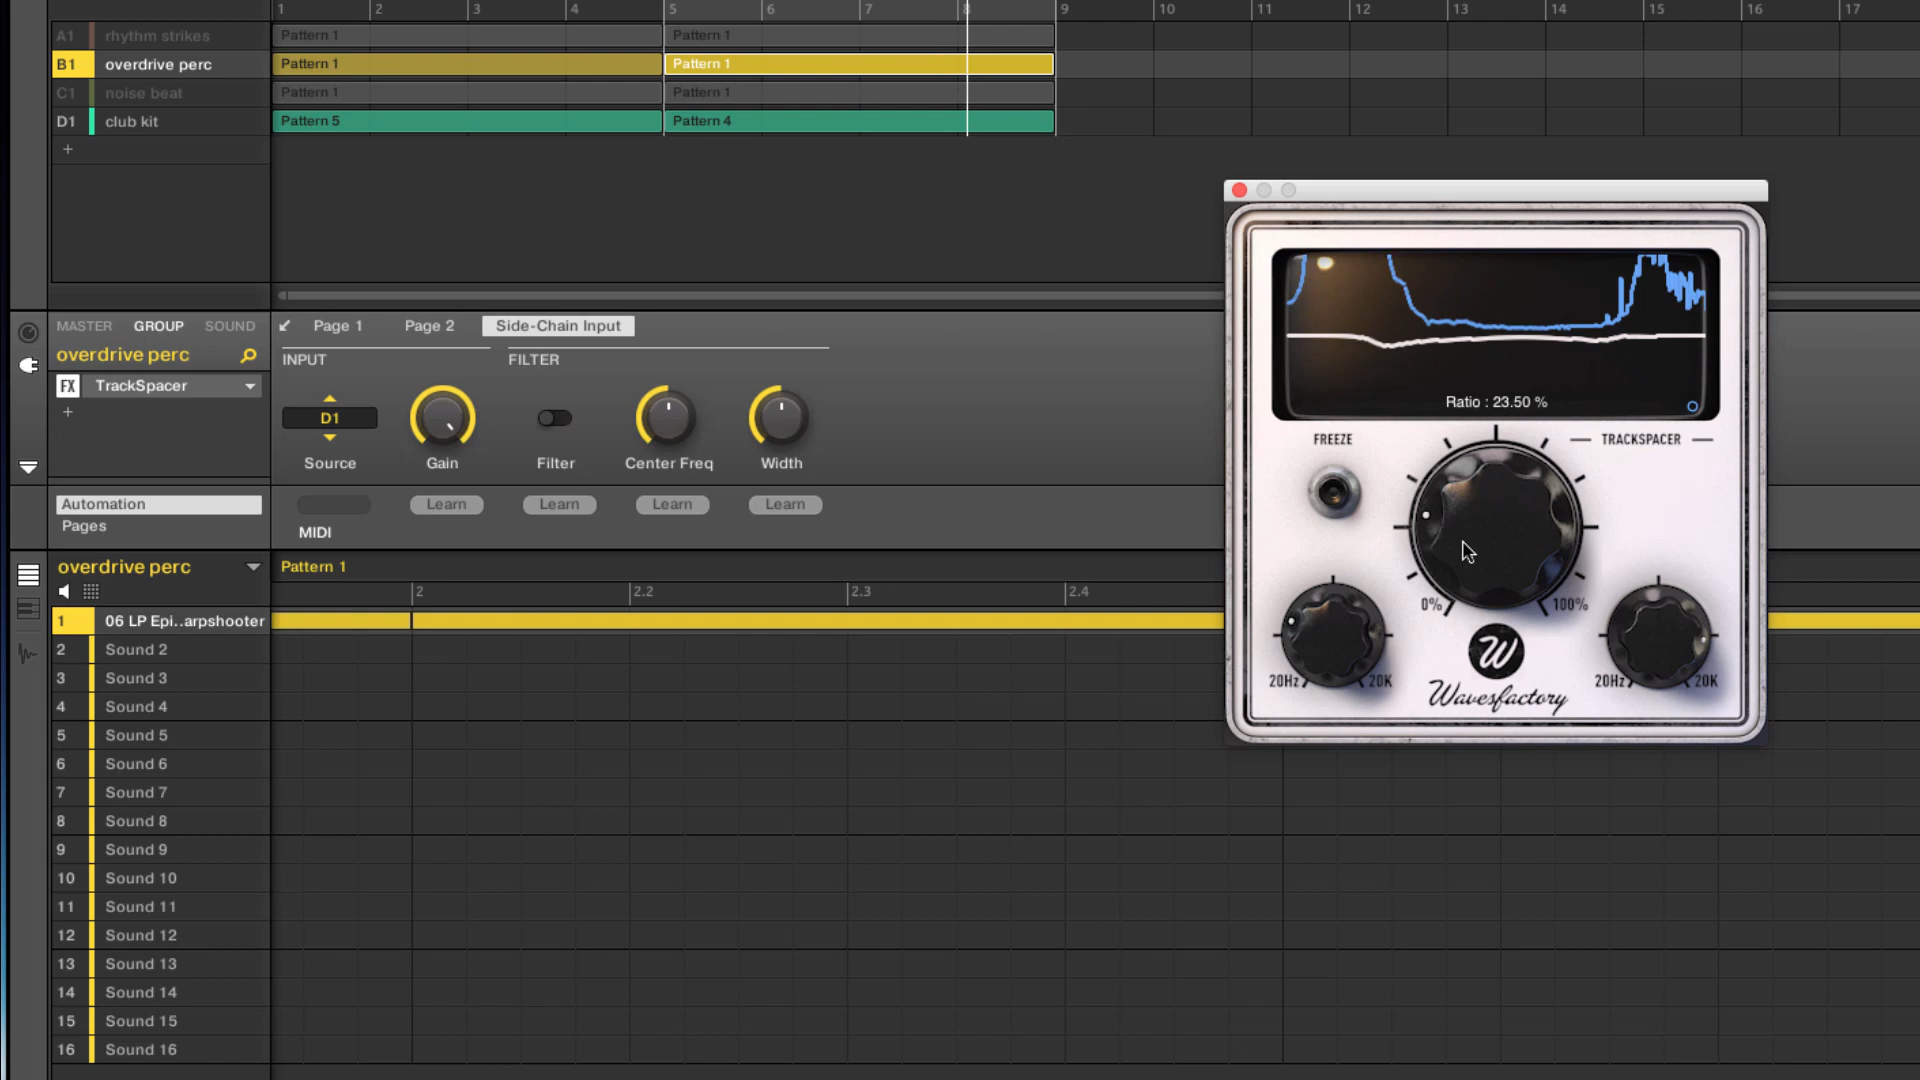 1 2 3 4 5 6 7 8 9 10 11 12 13 14 15 16 17
A1 rhythm strikes Pattern 1 Pattern 1
B1 overdrive perc Pattern 1 Pattern 1
C1 noise beat Pattern 1 Pattern 1
D1 club kit Pattern 5 Pattern 4
+
MASTER GROUP SOUND Page 1 Page 2 Side-Chain Input
overdrive perc INPUT FILTER
FX TrackSpacer
+
D1
Source Gain Filter Center Freq Width
Automation Learn Learn Learn Learn
Pages MIDI
overdrive perc Pattern 1
2 2.2 2.3 2.4
1 06 LP Epi..arpshooter
2 Sound 2
3 Sound 3
4 Sound 4
5 Sound 5
6 Sound 6
7 Sound 7
8 Sound 8
9 Sound 9
10 Sound 10
11 Sound 11
12 Sound 12
13 Sound 13
14 Sound 14
15 Sound 15
16 Sound 16
Ratio : 23.50 %
FREEZE TRACKSPACER
0% 100%
20Hz 20K W 20Hz 20K
Wavesfactory